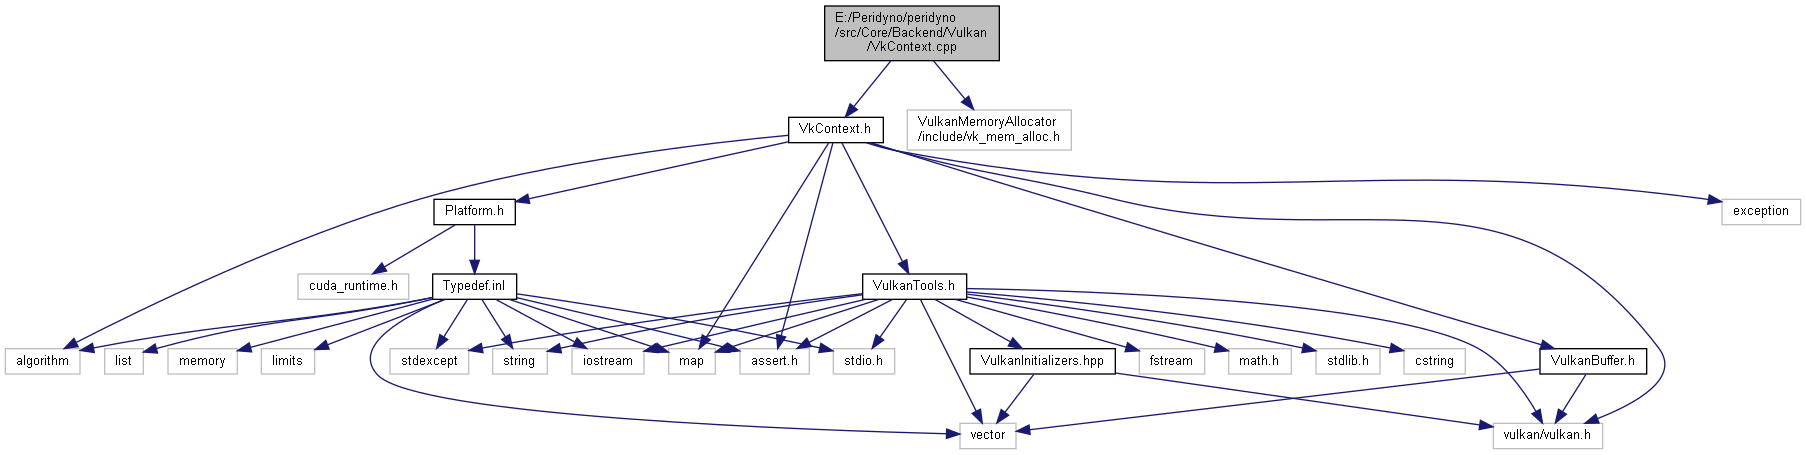 E:/Peridyno/peridyno
/src/Core/Backend/Vulkan
/VkContext.cpp
VkContext.h
VulkanMemoryAllocator
/include/vk_mem_alloc.h
Platform.h
exception
cuda_runtime.h
Typedef.inl
VulkanTools.h
algorithm
list
memory
limits
stdexcept
string
iostream
map
assert.h
stdio.h
VulkanInitializers.hpp
fstream
math.h
stdlib.h
cstring
VulkanBuffer.h
vector
vulkan/vulkan.h